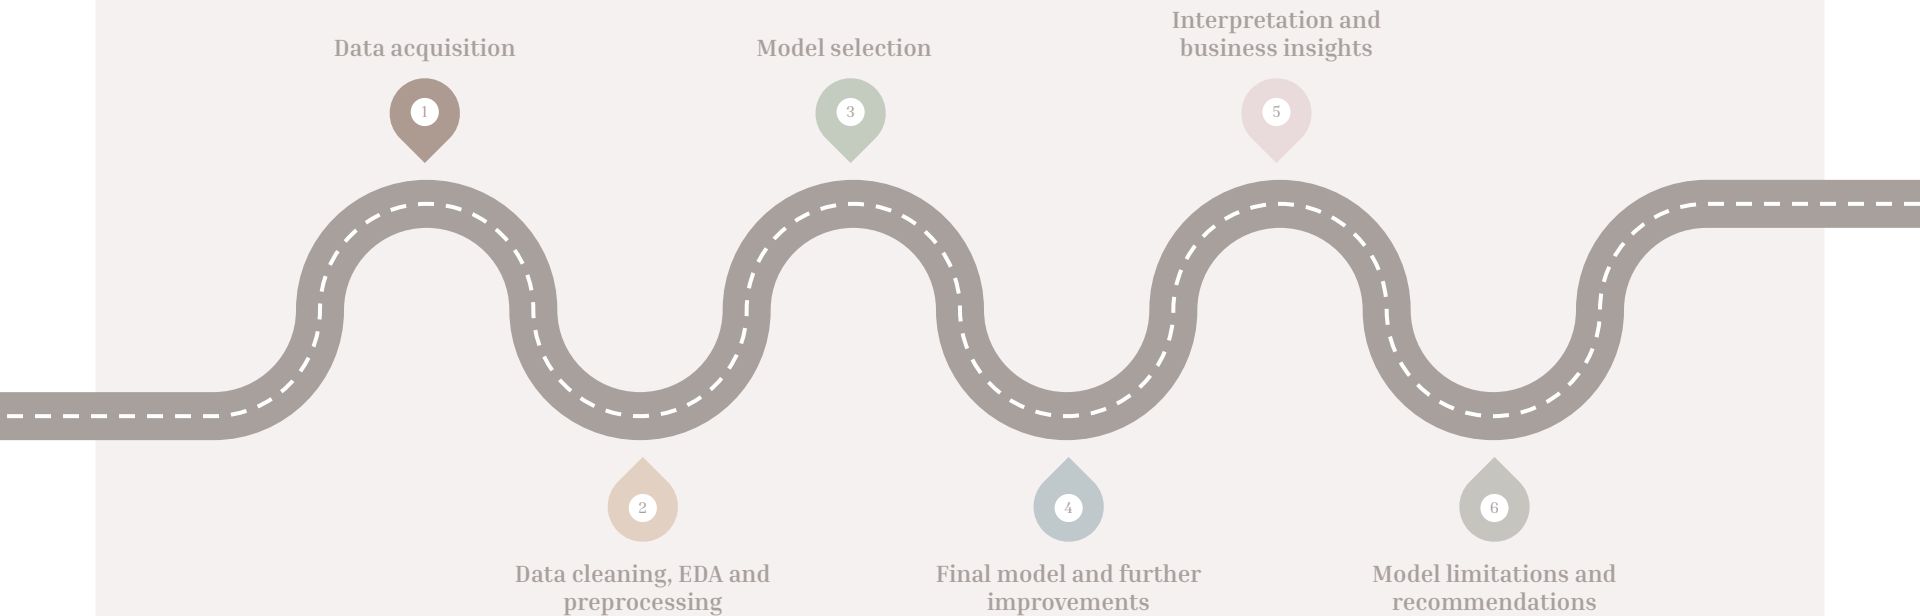 Data acquisition
1
Data cleaning, EDA and
preprocessing
2
Model selection
3
Final model and further
improvements
4
Interpretation and
business insights
5
Model limitations and
recommendations
6